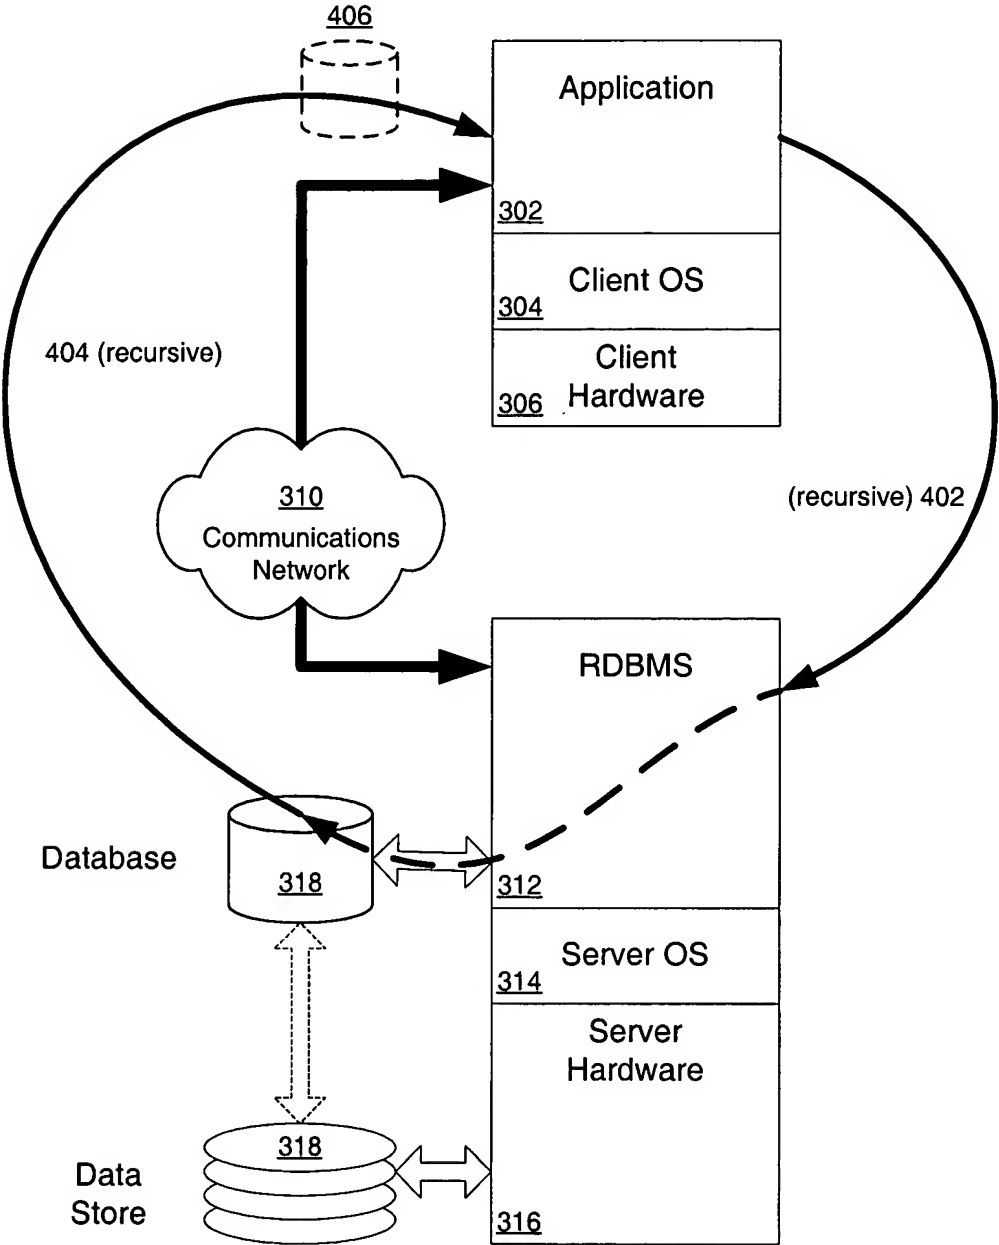 406
Application
302
Client OS
304
Client
Hardware
306
404 (recursive)
310
Communications
Network
(recursive) 402
RDBMS
312
Database
318
Server OS
314
Server
Hardware
318
Data
Store
316